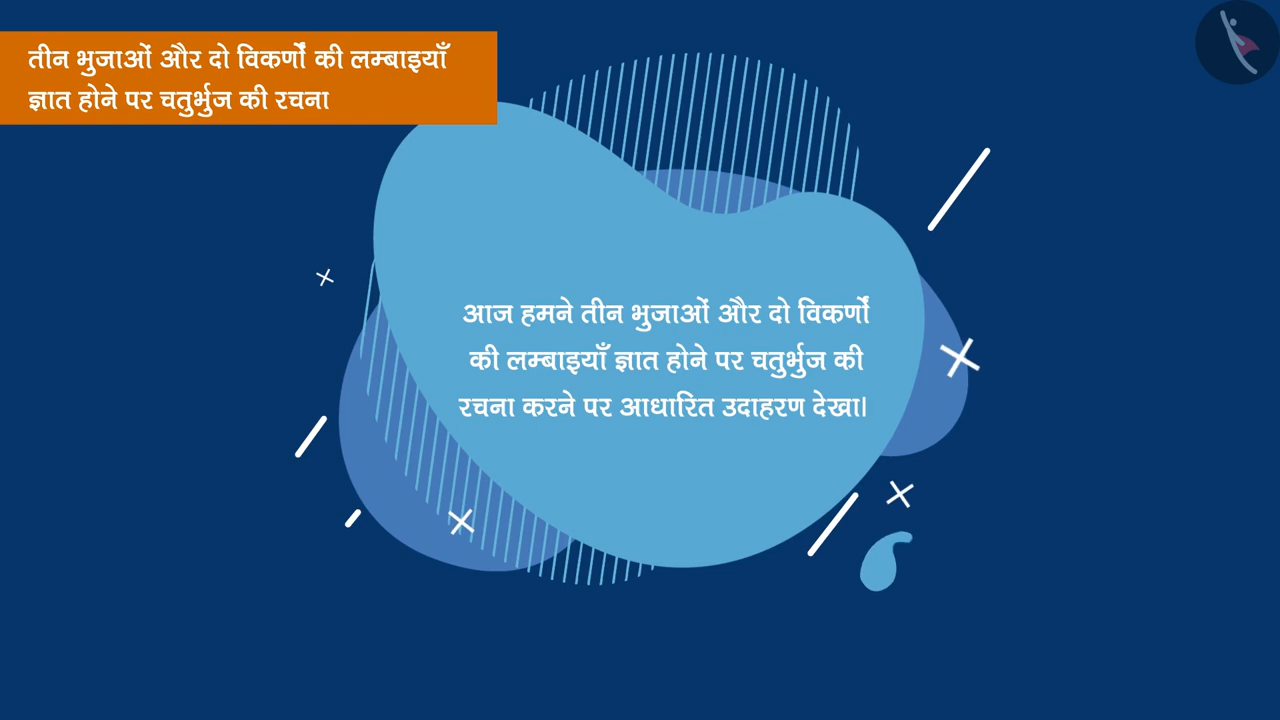 तीन भुजाओं और दो विकर्णों की लम्बाइयाँ
ज्ञात होने पर चतुर्भुज की रचना
आज हमने तीन भुजाओं और दो विकर्णों
की लम्बाइयाँ ज्ञात होने पर चतुर्भुज की
रचना करने पर आधारित उदाहरण देखा।